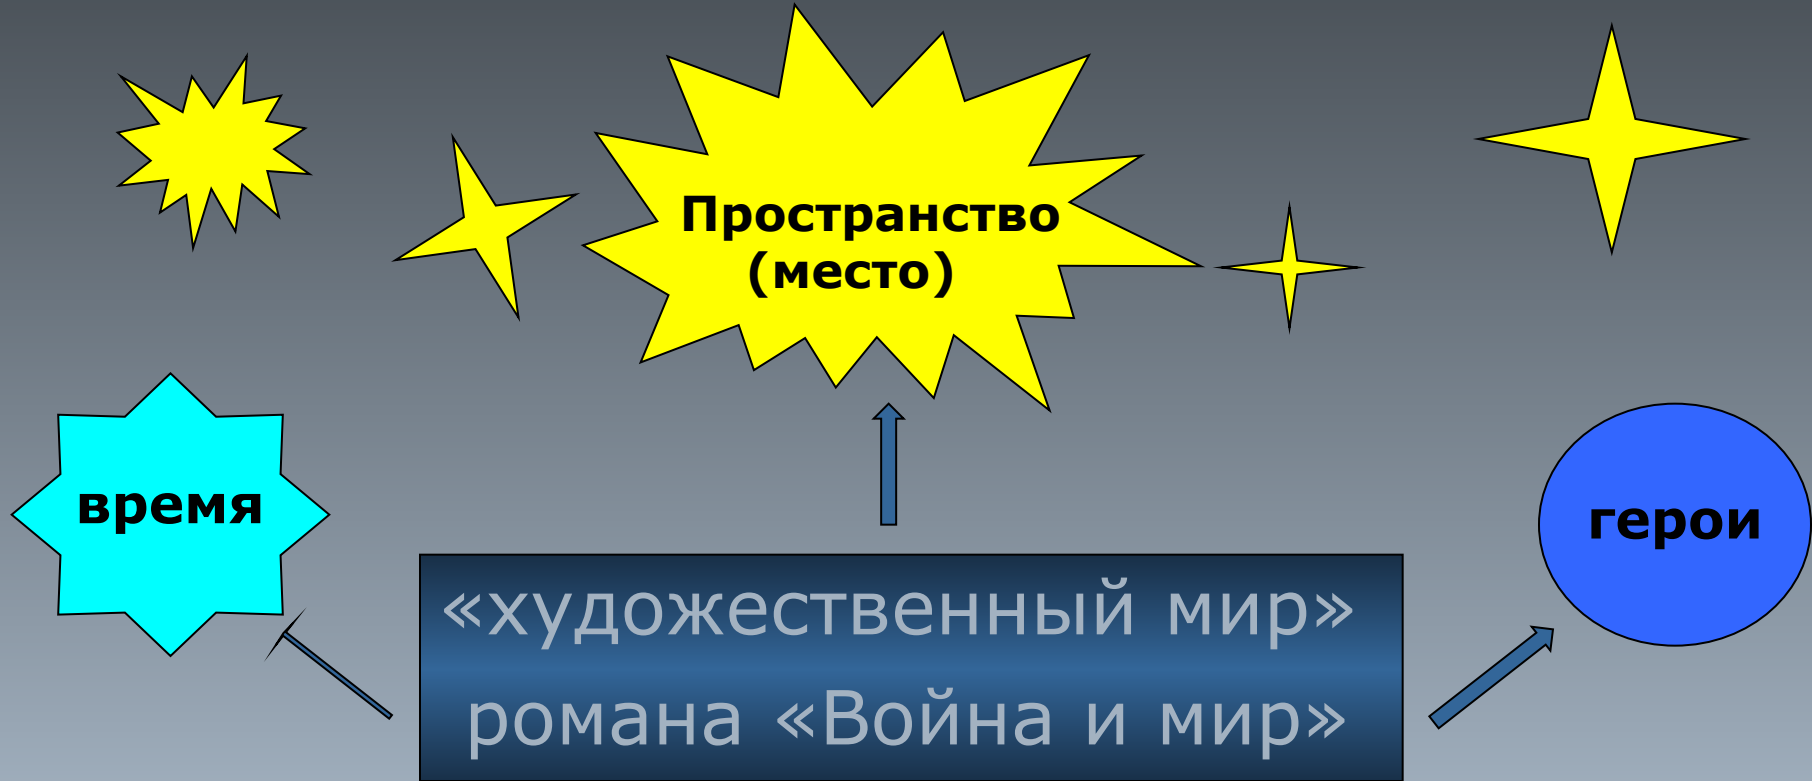 Пространство
(место)
время
герои
«художественный мир»
романа «Война и мир»